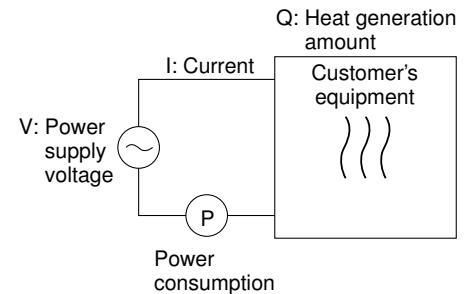 Q: Heat generation
amount
I: Current
Customer's
equipment
V: Power
supply
voltage
P
Power
consumption